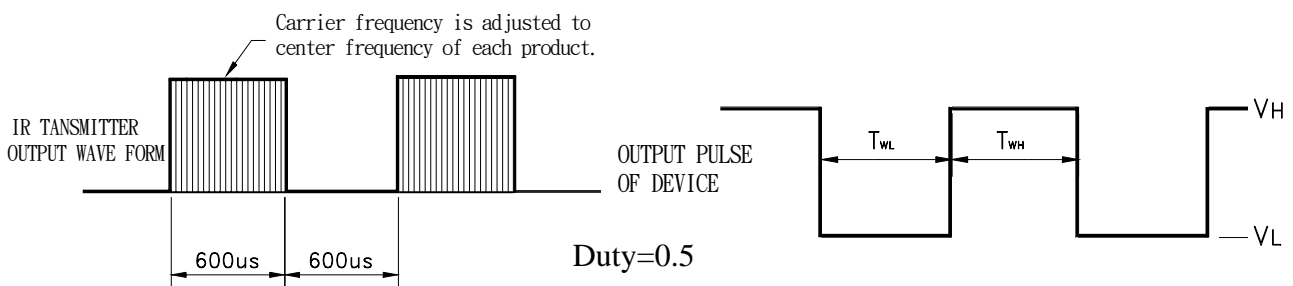 Carrier frequency is adjusted to
center frequency of each product.
IR TANSMITTER
OUTPUT WAVE FORM
600us
600us
Duty=0.5
OUTPUT PULSE
OF DEVICE
TWL
TWH
VH
VL